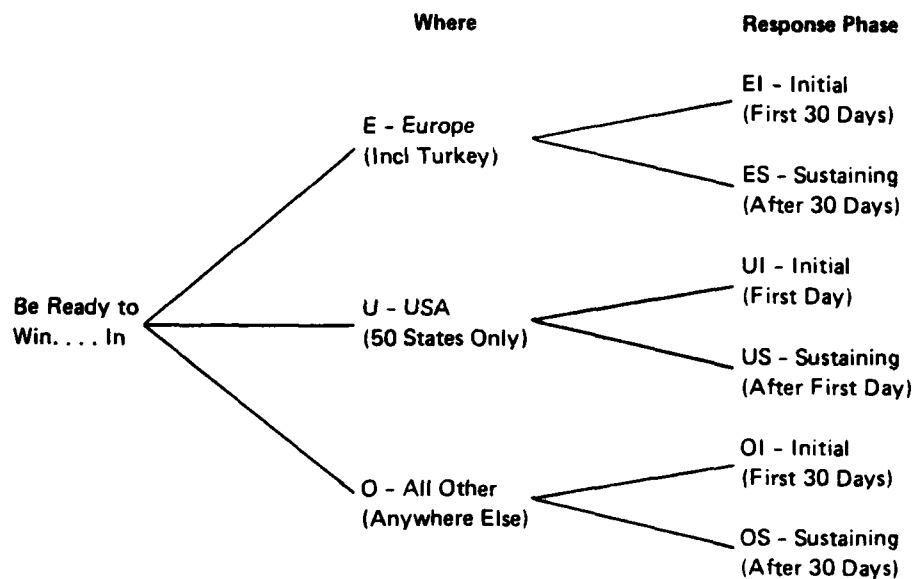 Where
Response Phase
Be Ready to
Win. . . . In
E - Europe
(Incl Turkey)
EI - Initial
(First 30 Days)
ES - Sustaining
(After 30 Days)
U - USA
(50 States Only)
UI - Initial
(First Day)
US - Sustaining
(After First Day)
O - All Other
(Anywhere Else)
OI - Initial
(First 30 Days)
OS - Sustaining
(After 30 Days)